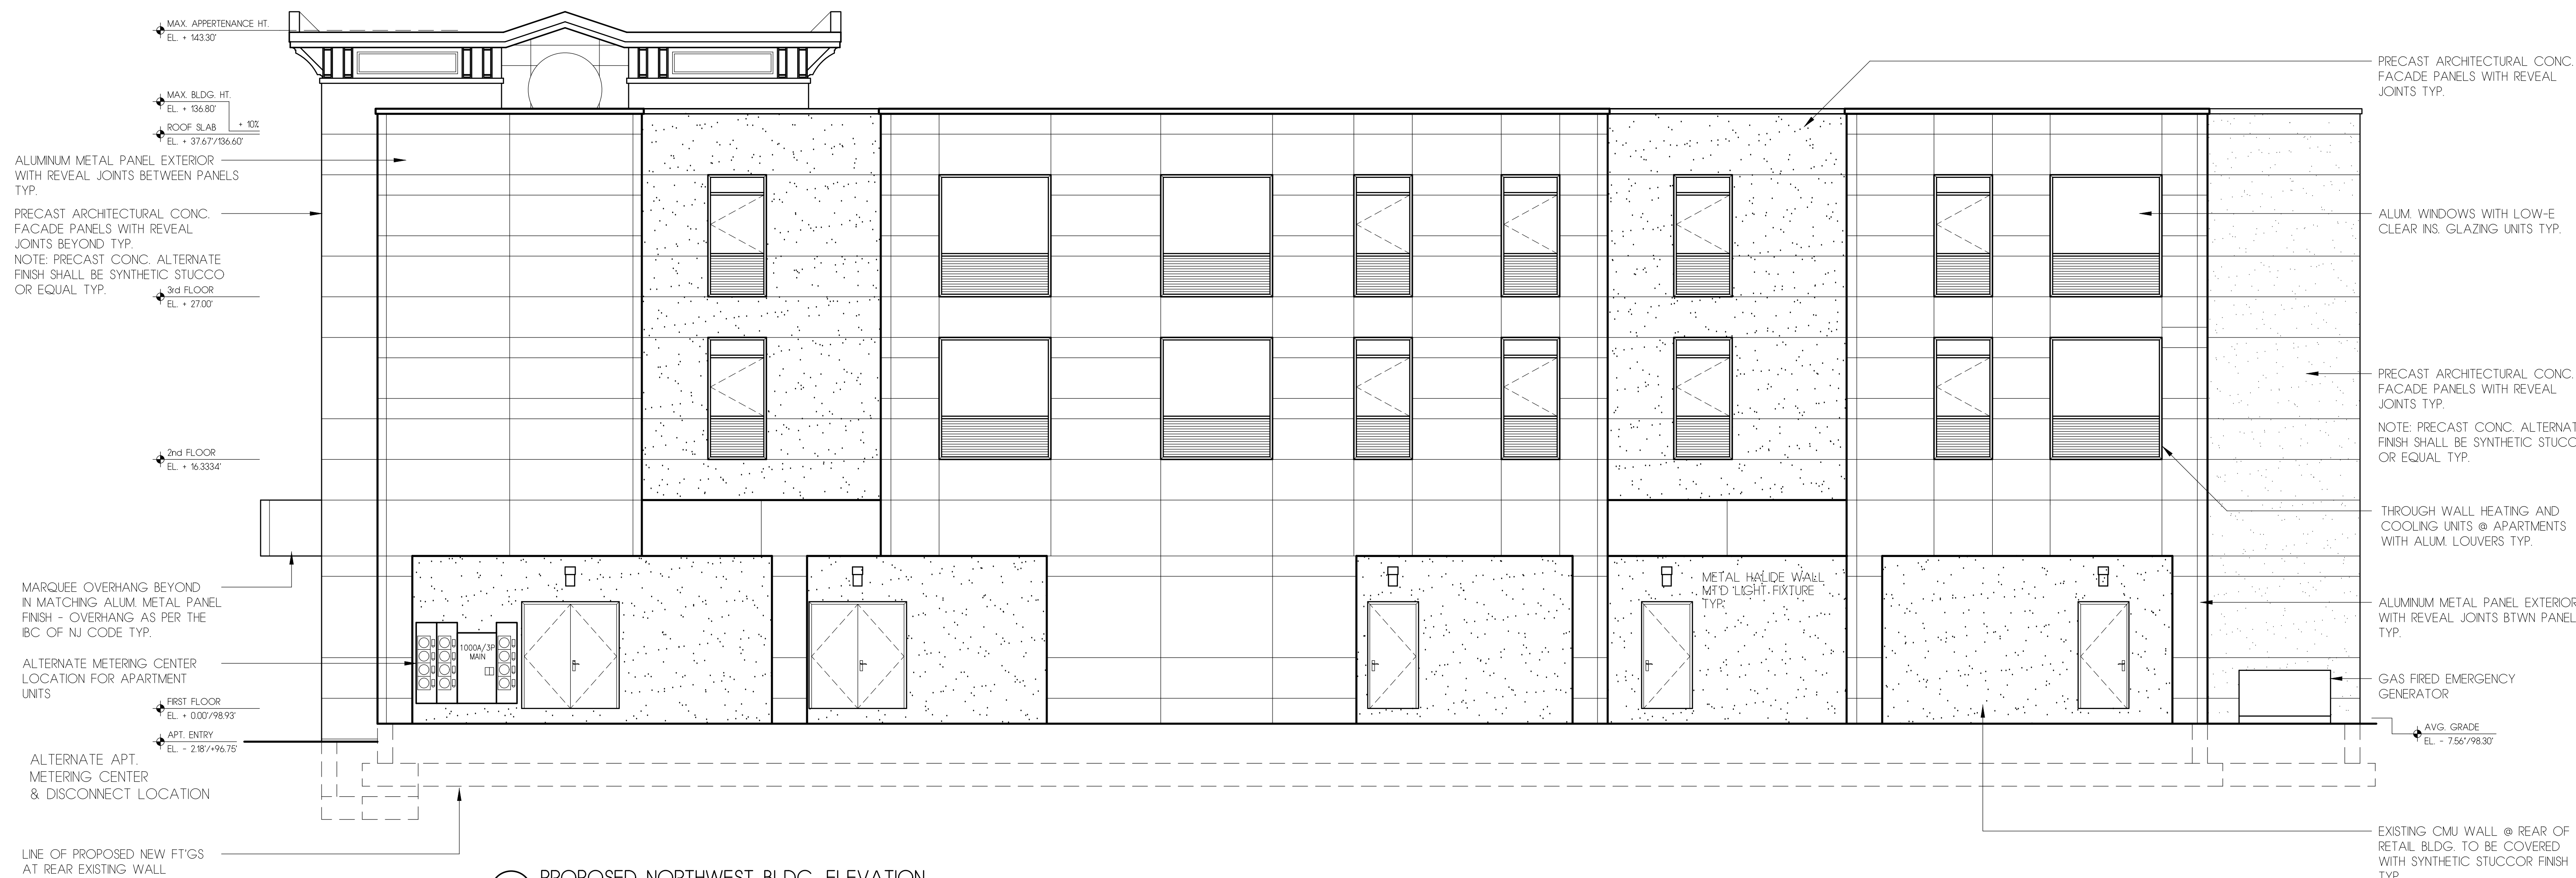 MAX. APPERTENANCE HT.
EL. + 143.30'
MAX. BLDG. HT.
EL. + 136.80'
ROOF SLAB + 10%
EL. + 37.67'/136.60'
ALUMINUM METAL PANEL EXTERIOR
WITH REVEAL JOINTS BETWEEN PANELS
TYP.
PRECAST ARCHITECTURAL CONC.
FACADE PANELS WITH REVEAL
JOINTS BEYOND TYP.
NOTE: PRECAST CONC. ALTERNATE
FINISH SHALL BE SYNTHETIC STUCCO
OR EQUAL TYP.
3rd FLOOR
EL. + 27.00'
2nd FLOOR
EL. + 16.3334'
MARQUEE OVERHANG BEYOND
IN MATCHING ALUM. METAL PANEL
FINISH - OVERHANG AS PER THE
IBC OF NJ CODE TYP.
ALTERNATE METERING CENTER
LOCATION FOR APARTMENT
UNITS
FIRST FLOOR
EL. + 0.00'/98.93'
APT. ENTRY
EL. - 2.18'/+96.75'
ALTERNATE APT.
METERING CENTER
& DISCONNECT LOCATION
LINE OF PROPOSED NEW FT'GS
AT REAR EXISTING WALL
1000A/3P
MAIN
METAL HALIDE WALL
MT'D LIGHT FIXTURE
TYP.
PROPOSED NORTHWEST BLDG. ELEVATION
PRECAST ARCHITECTURAL CONC.
FACADE PANELS WITH REVEAL
JOINTS TYP.
ALUM. WINDOWS WITH LOW-E
CLEAR INS. GLAZING UNITS TYP.
PRECAST ARCHITECTURAL CONC.
FACADE PANELS WITH REVEAL
JOINTS TYP.
NOTE: PRECAST CONC. ALTERNAT
FINISH SHALL BE SYNTHETIC STUCC
OR EQUAL TYP.
THROUGH WALL HEATING AND
COOLING UNITS @ APARTMENTS
WITH ALUM. LOUVERS TYP.
ALUMINUM METAL PANEL EXTERIOR
WITH REVEAL JOINTS BTWN PANEL
TYP.
GAS FIRED EMERGENCY
GENERATOR
AVG. GRADE
EL. - 7.56"/98.30'
EXISTING CMU WALL @ REAR OF
RETAIL BLDG. TO BE COVERED
WITH SYNTHETIC STUCCOR FINISH
TYP